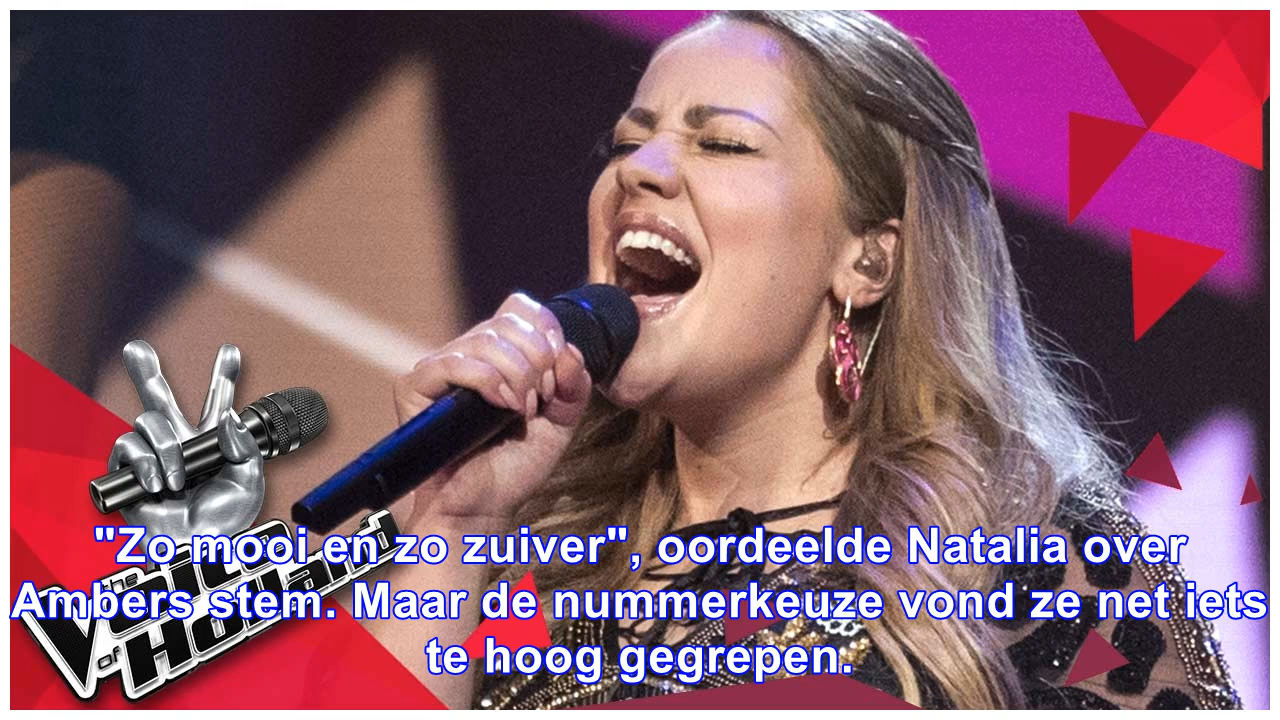 "Zo mooi en zo zuiver", oordeelde Natalia over
Ambers stem. Maar de nummerkeuze vond ze net iets
te hoog gegrepen.
the
Voice
of
Holland